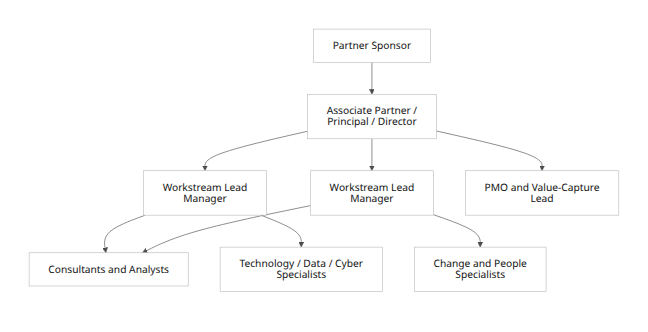 Partner Sponsor
Associate Partner /
Principal / Director
Workstream Lead
Manager
Workstream Lead
Manager
PMO and Value-Capture
Lead
Consultants and Analysts
Technology / Data / Cyber
Specialists
Change and People
Specialists